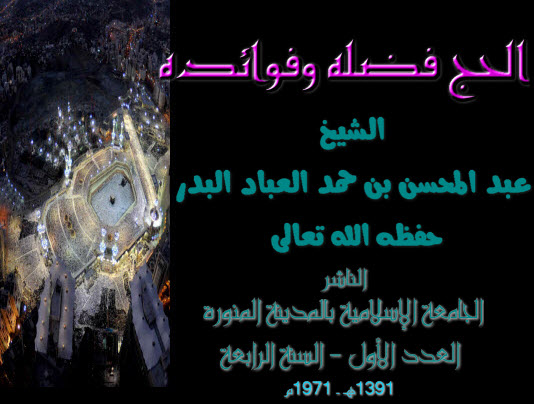 الحج فضله وفوائده
الشيخ
عبد المحسن بن حمد العباد البدر
حفظه الله تعالى
الناشر
الجامعة الإسلامية بالمدينة المنورة
العدد الأول - السنة الرابعة
1391هـ - 1971م